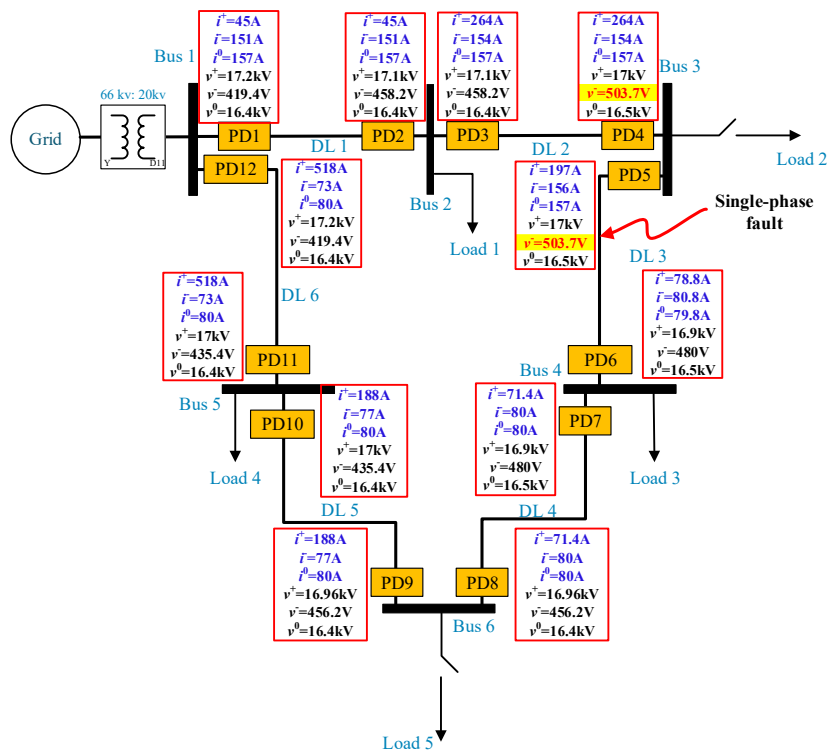 i⁺=45A
i⁻=151A
i⁰=157A
v⁺=17.2kV
v⁻=419.4V
v⁰=16.4kV
i⁺=45A
i⁻=151A
i⁰=157A
v⁺=17.1kV
v⁻=458.2V
v⁰=16.4kV
i⁺=264A
i⁻=154A
i⁰=157A
v⁺=17.1kV
v⁻=458.2V
v⁰=16.4kV
i⁺=264A
i⁻=154A
i⁰=157A
v⁺=17kV
v⁻=503.7V
v⁰=16.5kV
Bus 1
Bus 3
66 kv: 20kv
Grid
Y
D11
PD1
DL 1
PD2
PD3
DL 2
PD4
Load 2
PD12
PD5
i⁺=518A
i⁻=73A
i⁰=80A
v⁺=17.2kV
v⁻=419.4V
v⁰=16.4kV
Bus 2
Load 1
i⁺=197A
i⁻=156A
i⁰=157A
v⁺=17kV
v⁻=503.7V
v⁰=16.5kV
Single-phase
fault
DL 3
DL 6
i⁺=518A
i⁻=73A
i⁰=80A
v⁺=17kV
v⁻=435.4V
v⁰=16.4kV
i⁺=78.8A
i⁻=80.8A
i⁰=79.8A
v⁺=16.9kV
v⁻=480V
v⁰=16.5kV
PD11
PD6
Bus 4
Bus 5
PD10
PD7
i⁺=188A
i⁻=77A
i⁰=80A
v⁺=17kV
v⁻=435.4V
v⁰=16.4kV
i⁺=71.4A
i⁻=80A
i⁰=80A
v⁺=16.9kV
v⁻=480V
v⁰=16.5kV
Load 4
Load 3
DL 5
DL 4
i⁺=188A
i⁻=77A
i⁰=80A
v⁺=16.96kV
v⁻=456.2V
v⁰=16.4kV
PD9
PD8
i⁺=71.4A
i⁻=80A
i⁰=80A
v⁺=16.96kV
v⁻=456.2V
v⁰=16.4kV
Bus 6
Load 5